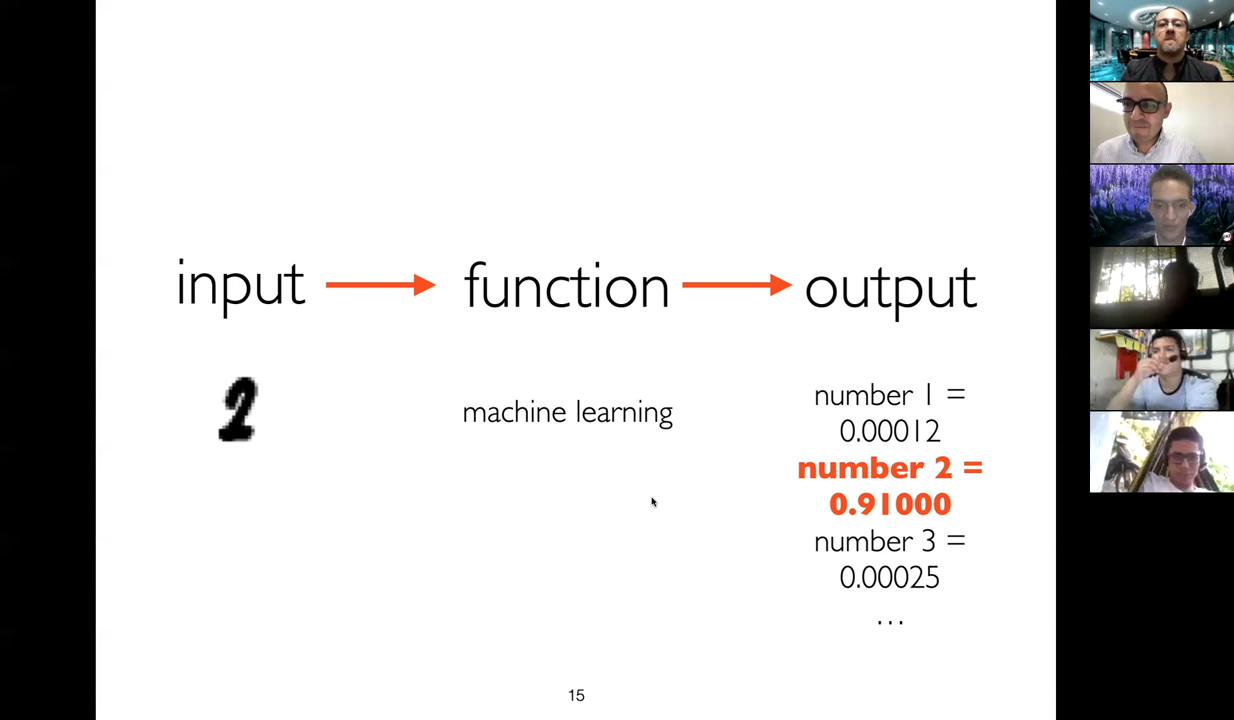 input function output
2
machine learning
number 1 =
0.00012
number 2 =
0.91000
number 3 =
0.00025
...
15